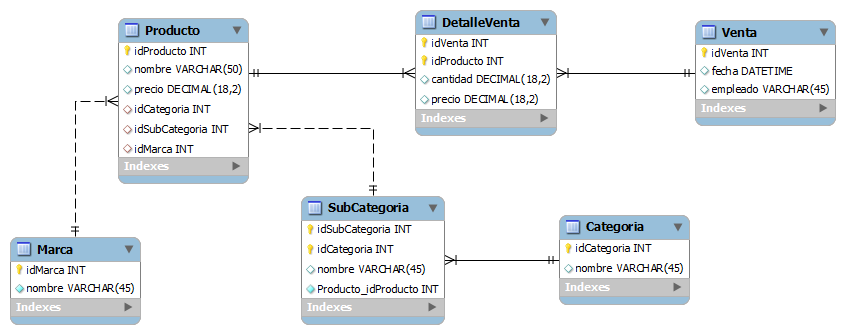 Producto
idProducto INT
nombre VARCHAR(50)
precio DECIMAL(18,2)
idCategoria INT
idSubCategoria INT
idMarca INT
Indexes
DetalleVenta
idVenta INT
idProducto INT
cantidad DECIMAL(18,2)
precio DECIMAL(18,2)
Indexes
Venta
idVenta INT
fecha DATETIME
empleado VARCHAR(45)
Indexes
Marca
idMarca INT
nombre VARCHAR(45)
Indexes
SubCategoria
idSubCategoria INT
idCategoria INT
nombre VARCHAR(45)
Producto_idProducto INT
Indexes
Categoria
idCategoria INT
nombre VARCHAR(45)
Indexes